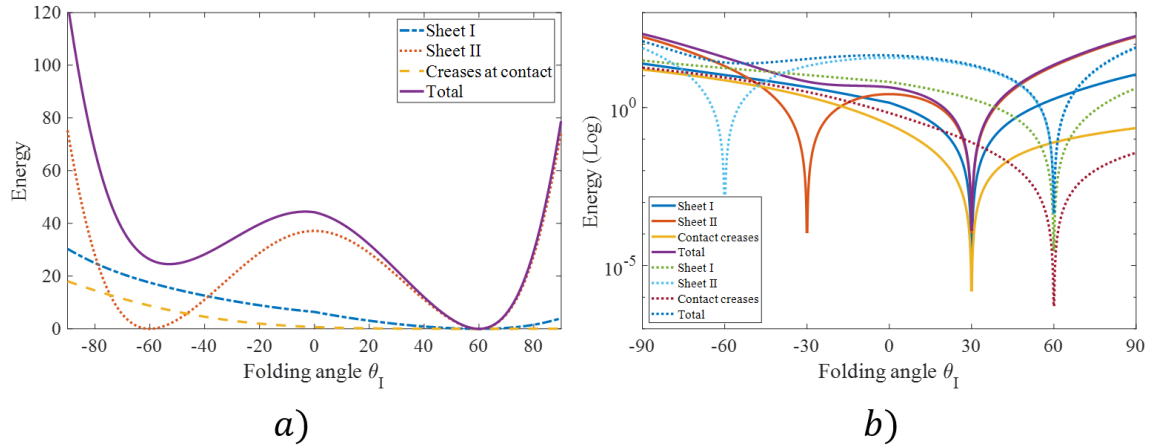 120
100
80
60
40
20
0
Energy
-80 -60 -40 -20 0 20 40 60 80
Folding angle θI
Sheet I
Sheet II
Creases at contact
Total
a)
10^0
10^-5
Energy (Log)
-90 -60 -30 0 30 60 90
Folding angle θI
Sheet I
Sheet II
Contact creases
Total
Sheet I
Sheet II
Contact creases
Total
b)